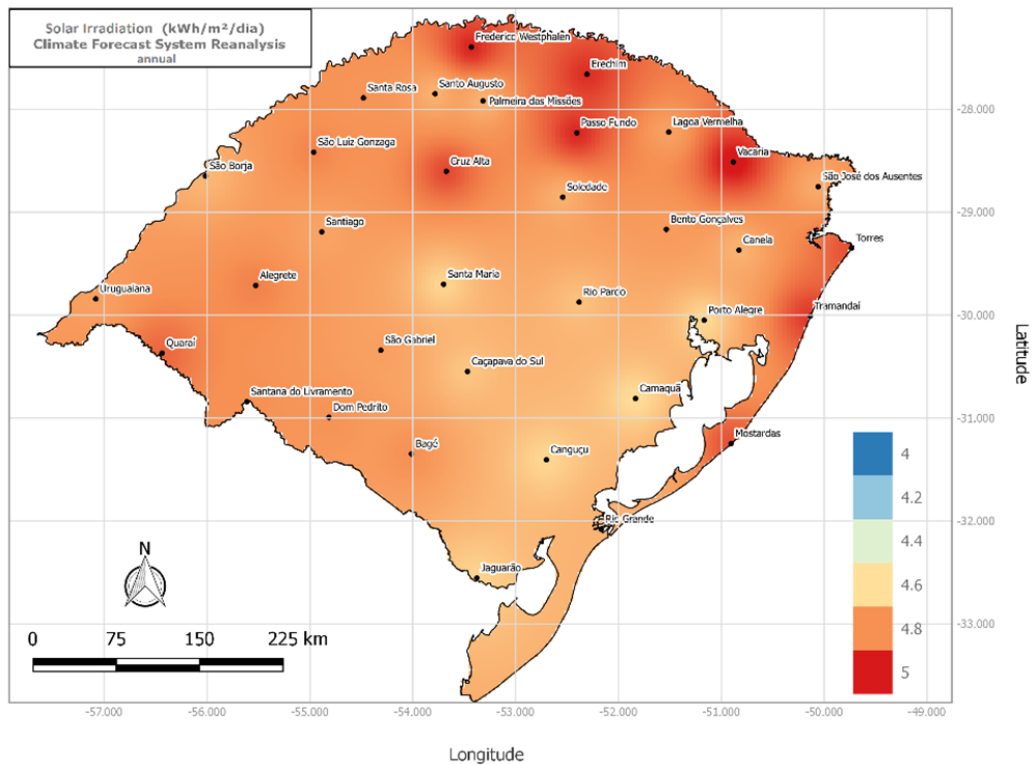 Solar Irradiation (kWh/m²/dia)
Climate Forecast System Reanalysis
annual
Frederico Westphalen
Erechim
Santa Rosa
Santo Augusto
Palmeira das Missões
-28.000
Passo Fundo
Lagoa Vermelha
São Luiz Gonzaga
Vacaria
São Borja
Cruz Alta
São José dos Ausentes
Soledade
-29.000
Santiago
Bento Gonçalves
Canela
Torres
Alegrete
Santa Maria
Uruguaiana
Rio Pardo
Tramandaí
Porto Alegre
-30.000
Quaraí
São Gabriel
Caçapava do Sul
Latitude
Santana do Livramento
Camaquã
Dom Pedrito
-31.000
Bagé
Mostardas
Canguçu
4
4.2
Rio Grande
-32.000
4.4
N
Jaguarão
4.6
4.8
-33.000
0 75 150 225 km
5
-57.000 -56.000 -55.000 -54.000 -53.000 -52.000 -51.000 -50.000 -49.000
Longitude